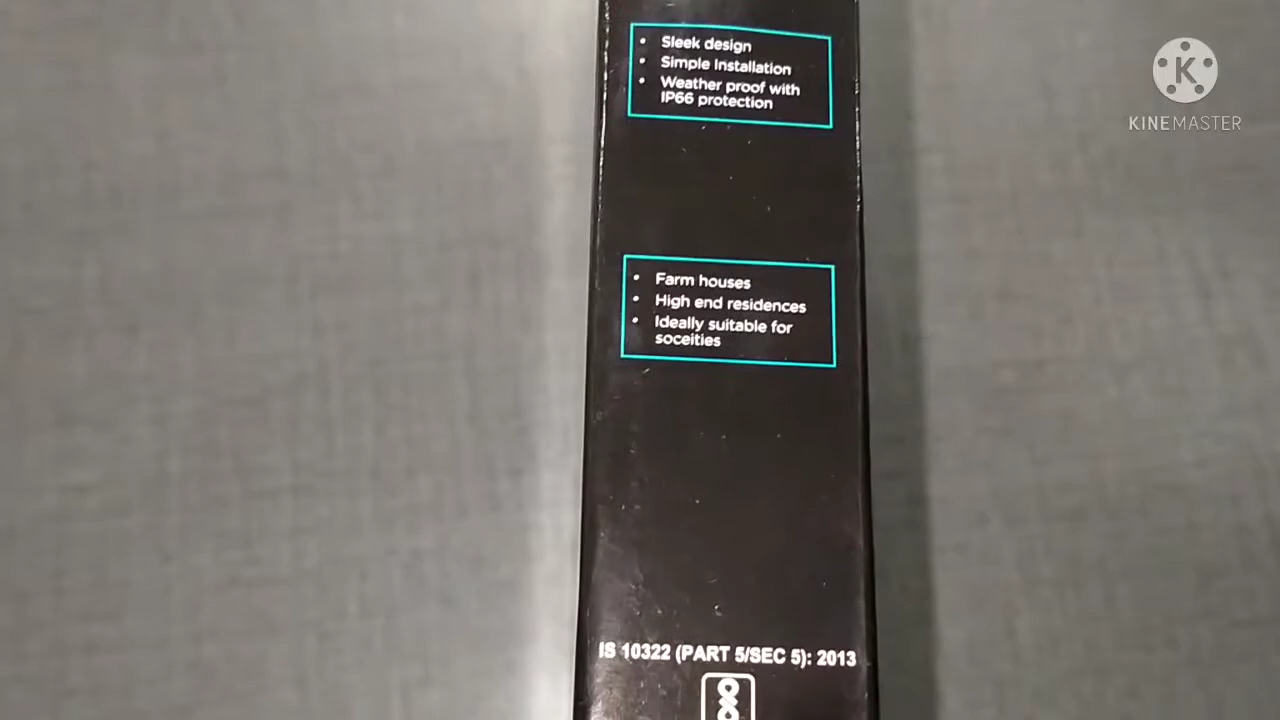 • Sleek design
• Simple Installation
• Weather proof with
IP66 protection
K
KINEMASTER
• Farm houses
• High end residences
• Ideally suitable for
soceities
IS 10322 (PART 5/SEC 5): 2013